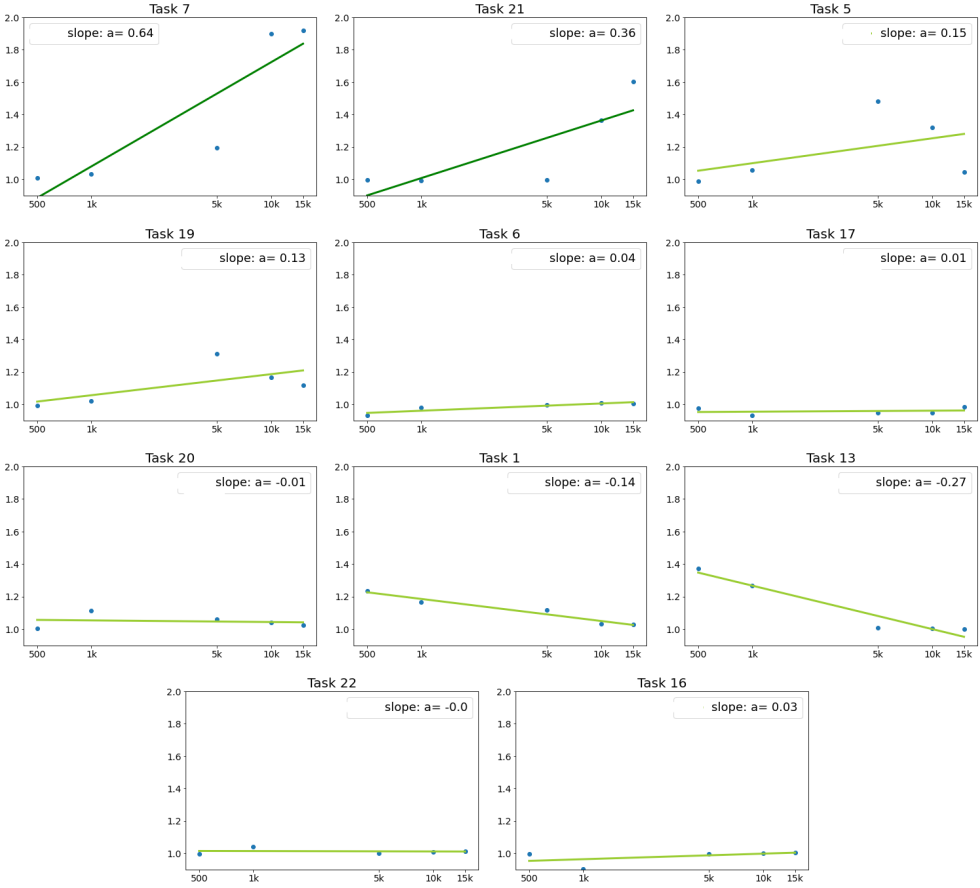 Task 7
slope: a= 0.64
2.0
1.8
1.6
1.4
1.2
1.0
500 1k 5k 10k 15k
Task 21
slope: a= 0.36
2.0
1.8
1.6
1.4
1.2
1.0
500 1k 5k 10k 15k
Task 5
slope: a= 0.15
2.0
1.8
1.6
1.4
1.2
1.0
500 1k 5k 10k 15k
Task 19
slope: a= 0.13
2.0
1.8
1.6
1.4
1.2
1.0
500 1k 5k 10k 15k
Task 6
slope: a= 0.04
2.0
1.8
1.6
1.4
1.2
1.0
500 1k 5k 10k 15k
Task 17
slope: a= 0.01
2.0
1.8
1.6
1.4
1.2
1.0
500 1k 5k 10k 15k
Task 20
slope: a= -0.01
2.0
1.8
1.6
1.4
1.2
1.0
500 1k 5k 10k 15k
Task 1
slope: a= -0.14
2.0
1.8
1.6
1.4
1.2
1.0
500 1k 5k 10k 15k
Task 13
slope: a= -0.27
2.0
1.8
1.6
1.4
1.2
1.0
500 1k 5k 10k 15k
Task 22
slope: a= -0.0
2.0
1.8
1.6
1.4
1.2
1.0
500 1k 5k 10k 15k
Task 16
slope: a= 0.03
2.0
1.8
1.6
1.4
1.2
1.0
500 1k 5k 10k 15k